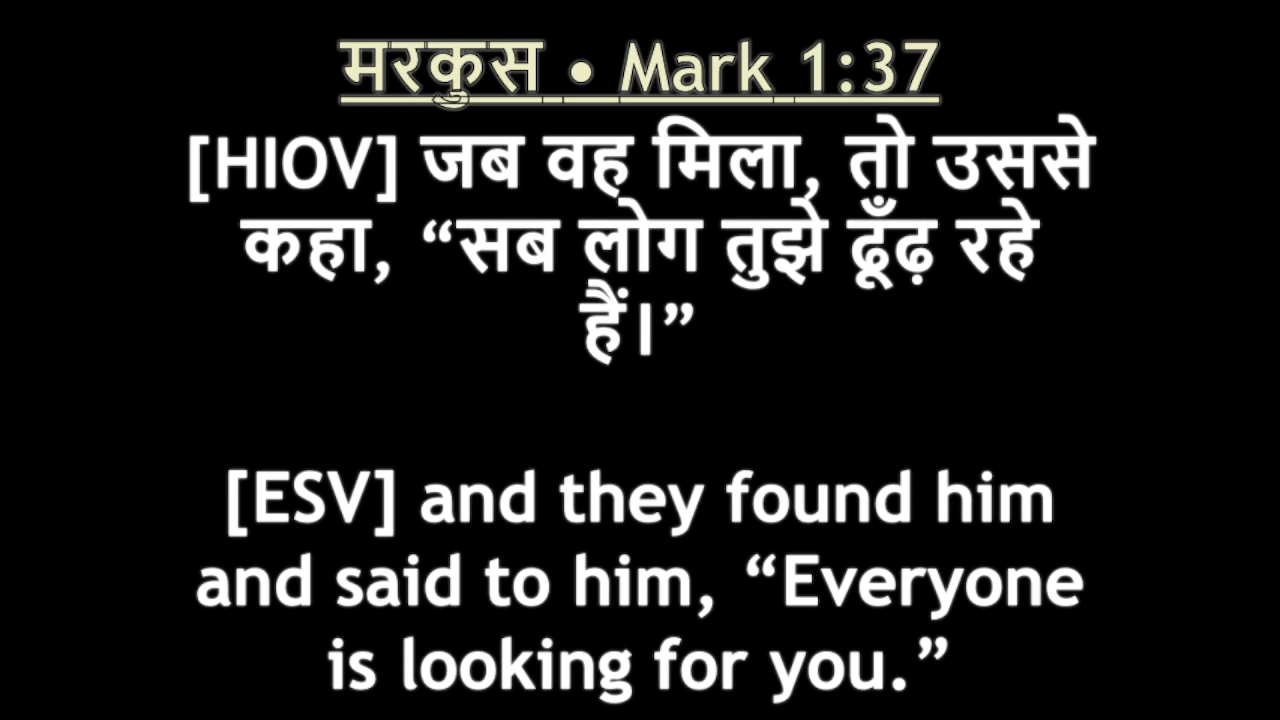 मरकुस • Mark 1:37
[HIOV] जब वह मिला, तो उससे
कहा, “सब लोग तुझे ढूँढ़ रहे
हैं।”
[ESV] and they found him
and said to him, “Everyone
is looking for you.”